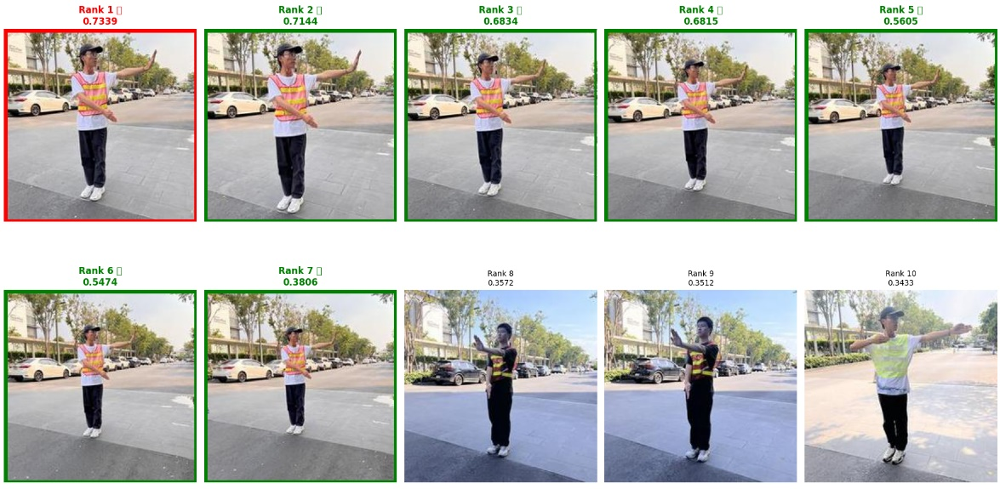 Rank 1 
0.7339
Rank 2 
0.7144
Rank 3 
0.6834
Rank 4 
0.6815
Rank 5 
0.5605
Rank 6 
0.5474
Rank 7 
0.3806
Rank 8
0.3572
Rank 9
0.3512
Rank 10
0.3433